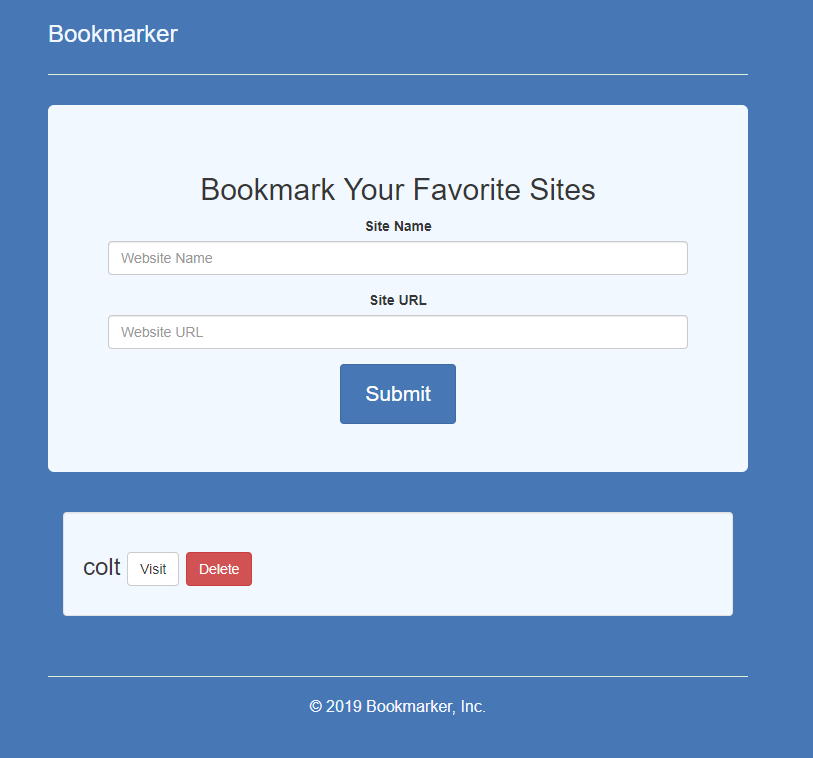 Bookmarker
Bookmark Your Favorite Sites
Site Name
Website Name
Site URL
Website URL
Submit
colt Visit Delete
© 2019 Bookmarker, Inc.